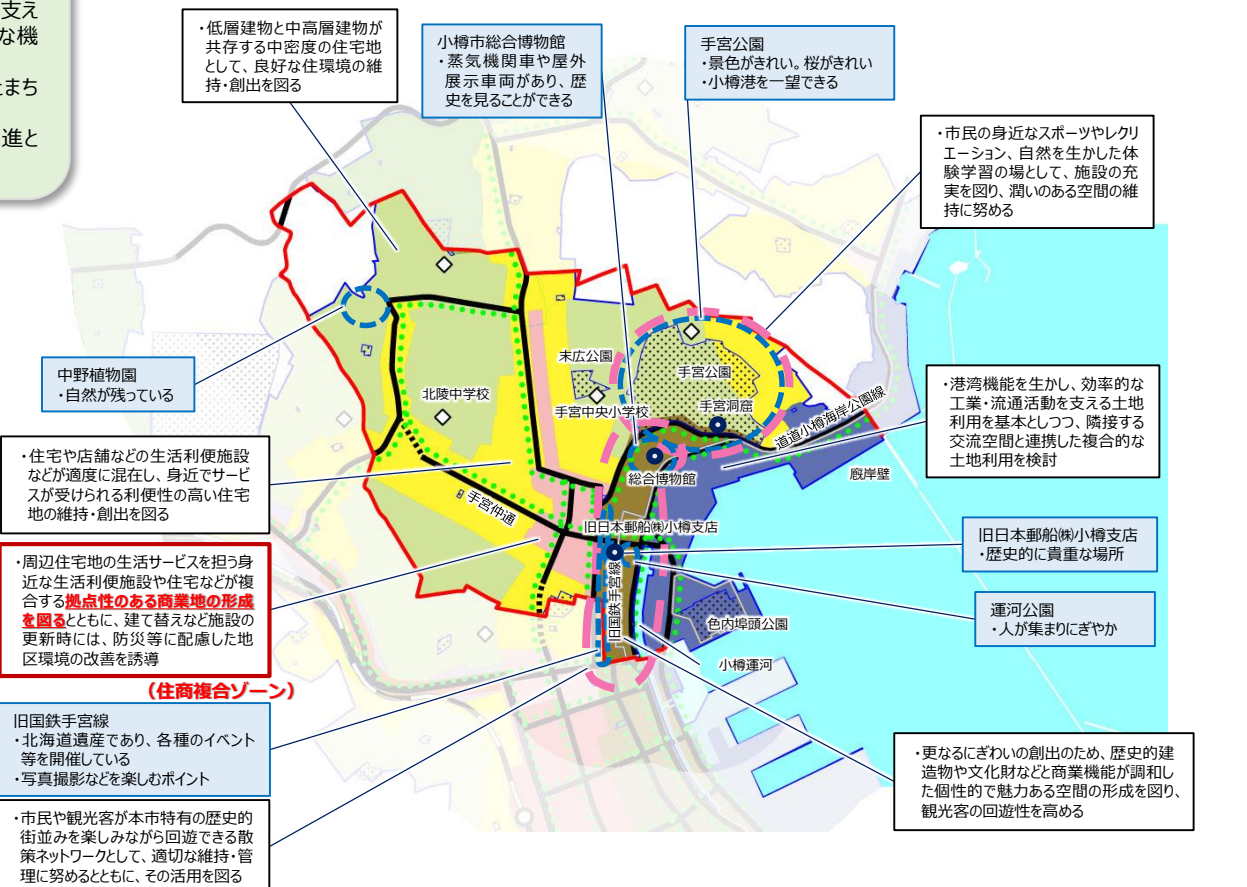 支え
な機
まち
進と
・低層建物と中高層建物が
共存する中密度の住宅地
として、良好な住環境の維
持・創出を図る
小樽市総合博物館
・蒸気機関車や屋外
展示車両があり、歴
史を見ることができる
手宮公園
・景色がきれい。桜がきれい
・小樽港を一望できる
・市民の身近なスポーツやレクリ
エーション、自然を生かした体
験学習の場として、施設の充
実を図り、潤いのある空間の維
持に努める
中野植物園
・自然が残っている
末広公園
手宮公園
北陵中学校
手宮中央小学校
手宮洞窟
道道小樽海岸公園線
・港湾機能を生かし、効率的な
工業・流通活動を支える土地
利用を基本としつつ、隣接する
交流空間と連携した複合的な
土地利用を検討
・住宅や店舗などの生活利便施設
などが適度に混在し、身近でサービ
スが受けられる利便性の高い住宅
地の維持・創出を図る
総合博物館
厩岸壁
手宮仲通
旧日本郵船㈱小樽支店
旧日本郵船㈱小樽支店
・歴史的に貴重な場所
・周辺住宅地の生活サービスを担う身
近な生活利便施設や住宅などが複
合する拠点性のある商業地の形成
を図るとともに、建て替えなど施設の
更新時には、防災等に配慮した地
区環境の改善を誘導
(住商複合ゾーン)
旧国鉄手宮線
運河公園
・人が集まりにぎやか
色内埠頭公園
小樽運河
旧国鉄手宮線
・北海道遺産であり、各種のイベント
等を開催している
・写真撮影などを楽しむポイント
・更なるにぎわいの創出のため、歴史的建
造物や文化財などと商業機能が調和し
た個性的で魅力ある空間の形成を図り、
観光客の回遊性を高める
・市民や観光客が本市特有の歴史的
街並みを楽しみながら回遊できる散
策ネットワークとして、適切な維持・管
理に努めるとともに、その活用を図る